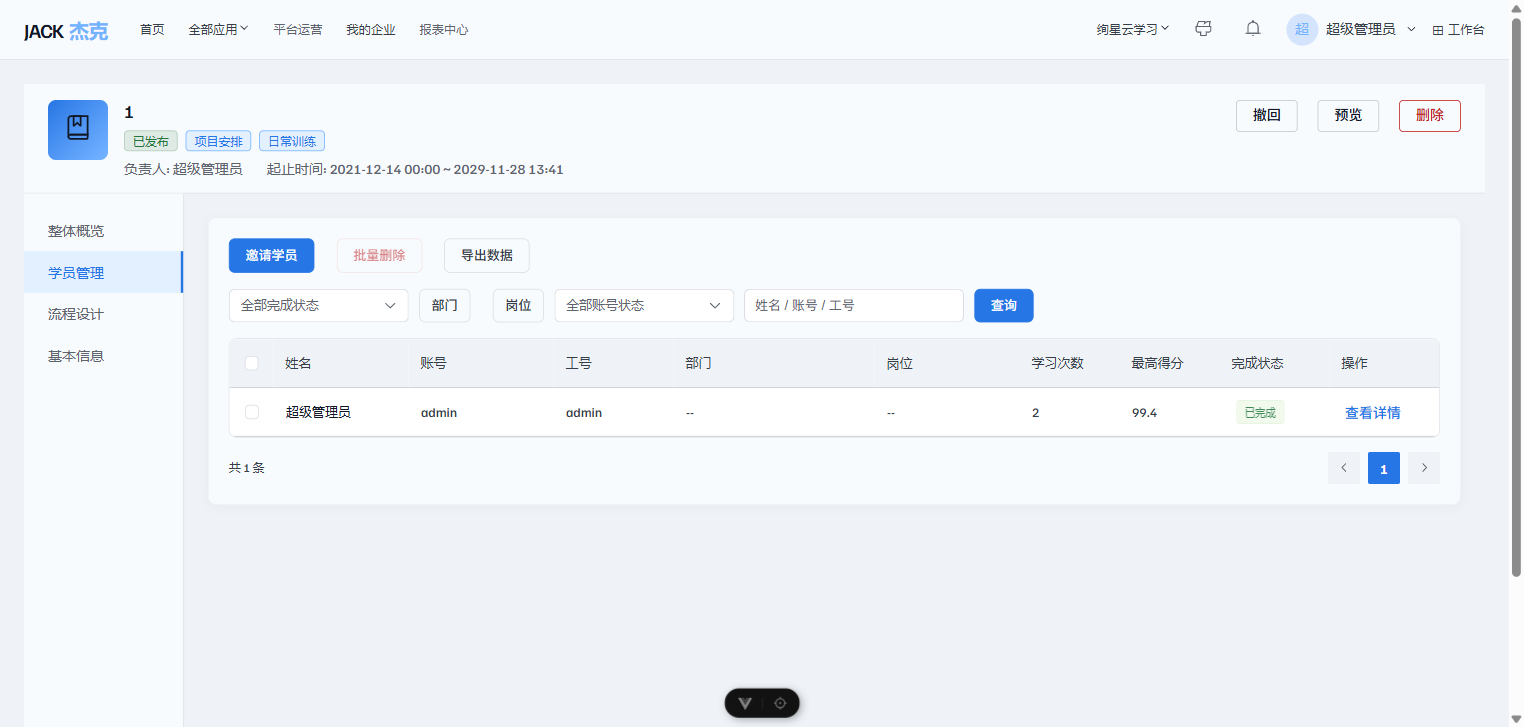 JACK 杰克 首页 全部应用 平台运营 我的企业 报表中心 绚星云学习 超 超级管理员 工作台
1
撤回 预览 删除
已发布 项目安排 日常训练
负责人: 超级管理员 起止时间: 2021-12-14 00:00 ~ 2029-11-28 13:41
整体概览
学员管理
流程设计
基本信息
邀请学员 批量删除 导出数据
全部完成状态 部门 岗位 全部账号状态 姓名 / 账号 / 工号 查询
姓名 账号 工号 部门 岗位 学习次数 最高得分 完成状态 操作
超级管理员 admin admin -- -- 2 99.4 已完成 查看详情
共 1 条 1